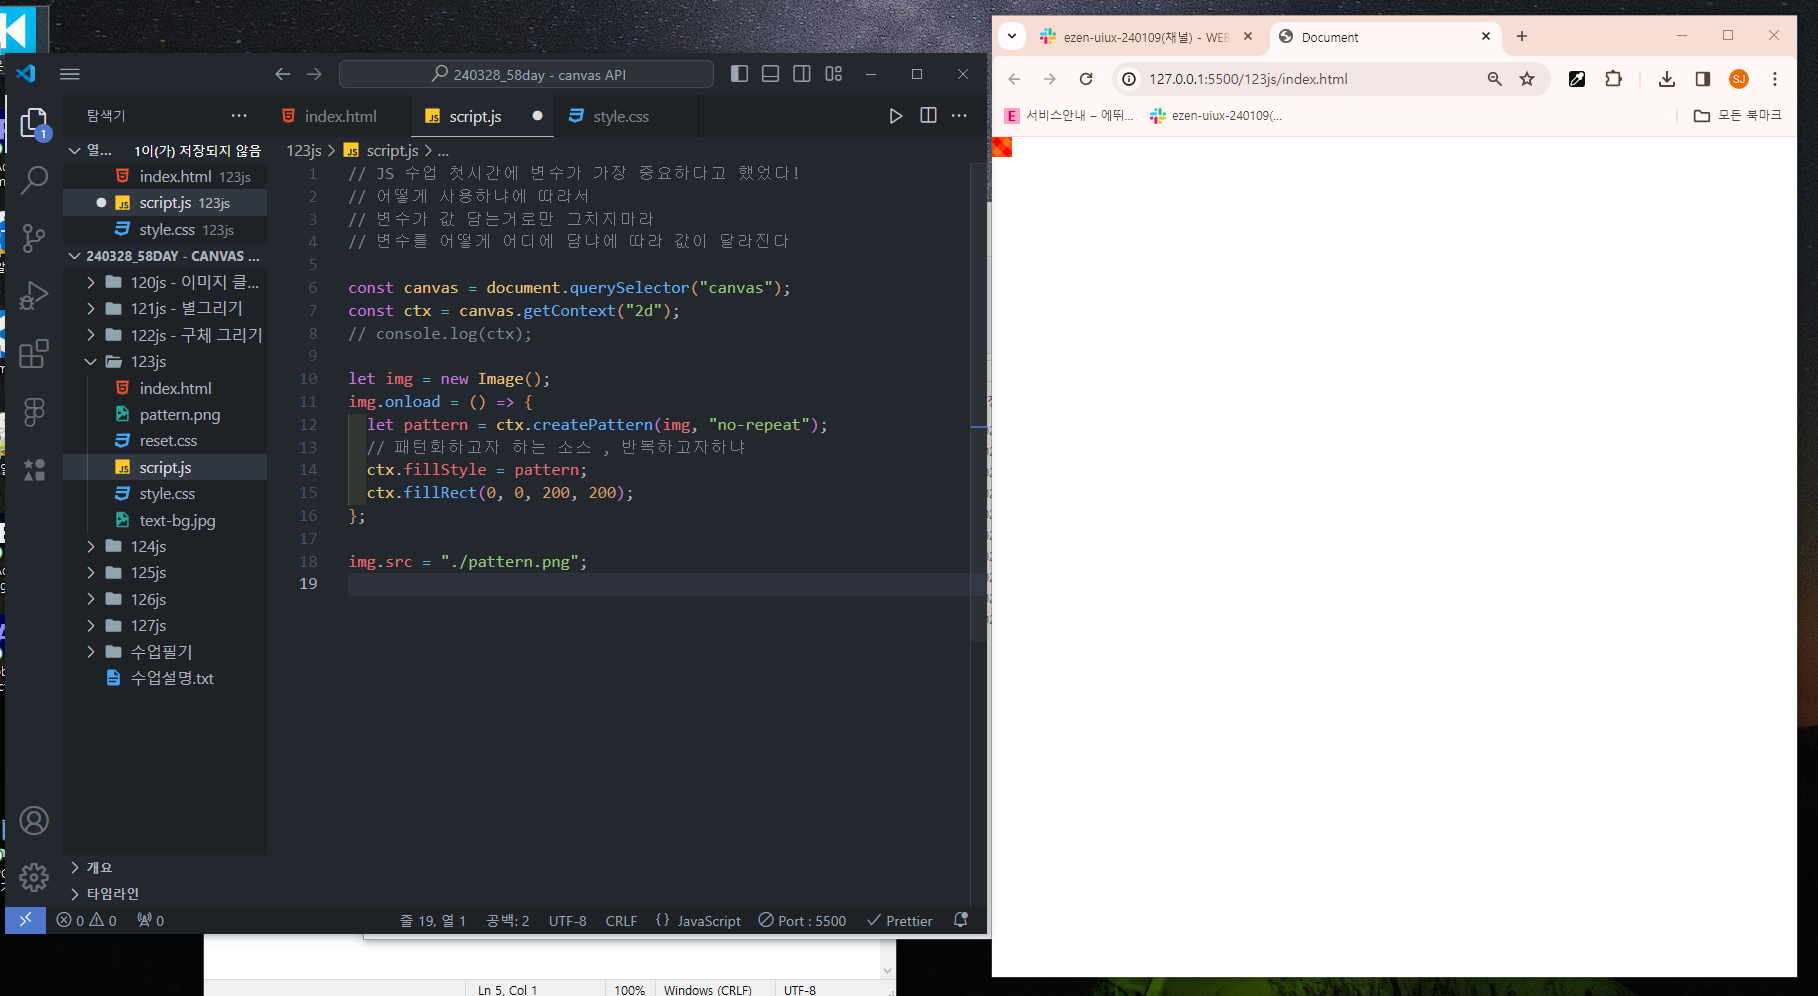 240328_58day - canvas API
탐색기
index.html
script.js
style.css
열... 1이(가) 저장되지 않음
index.html 123js
script.js 123js
style.css 123js
240328_58DAY - CANVAS ...
120js - 이미지 클...
121js - 별그리기
122js - 구체 그리기
123js
index.html
pattern.png
reset.css
script.js
style.css
text-bg.jpg
124js
125js
126js
127js
수업필기
수업설명.txt
개요
타임라인
123js > script.js > ...
1 // JS 수업 첫시간에 변수가 가장 중요하다고 했었다!
2 // 어떻게 사용하냐에 따라서
3 // 변수가 값 담는거로만 그치지마라
4 // 변수를 어떻게 어디에 담냐에 따라 값이 달라진다
5
6 const canvas = document.querySelector("canvas");
7 const ctx = canvas.getContext("2d");
8 // console.log(ctx);
9
10 let img = new Image();
11 img.onload = () => {
12 let pattern = ctx.createPattern(img, "no-repeat");
13 // 패턴화하고자 하는 소스 , 반복하고자하냐
14 ctx.fillStyle = pattern;
15 ctx.fillRect(0, 0, 200, 200);
16 };
17
18 img.src = "./pattern.png";
19
0 0 0 줄 19, 열 1 공백: 2 UTF-8 CRLF {} JavaScript Port : 5500 Prettier
ezen-uiux-240109(채널) - WEB
Document
127.0.0.1:5500/123js/index.html
SJ
E 서비스안내 – 에뛰...
ezen-uiux-240109(...
모든 북마크
Ln 5, Col 1 100% Windows (CRLF) UTF-8